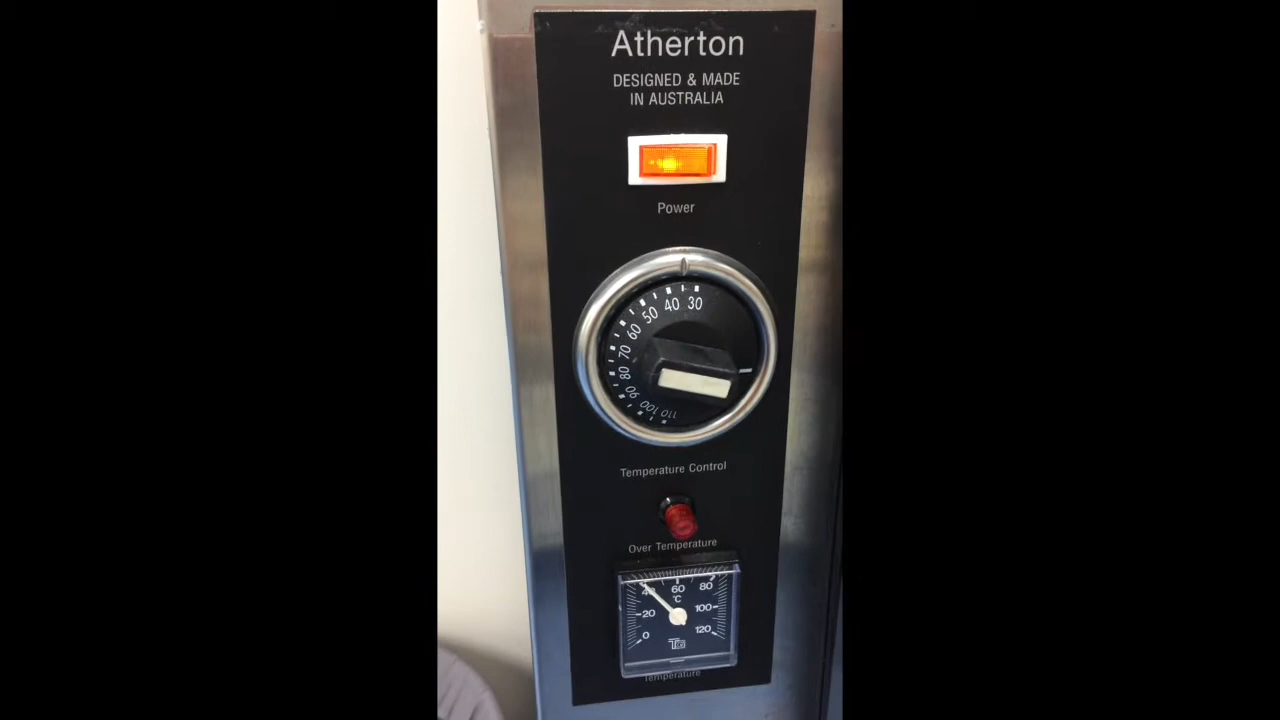 Atherton
DESIGNED & MADE
IN AUSTRALIA
Power
30
40
50
60
70
80
90
100
110
Temperature Control
Over Temperature
40 60 80
°C
20 100
0 120
Temperature